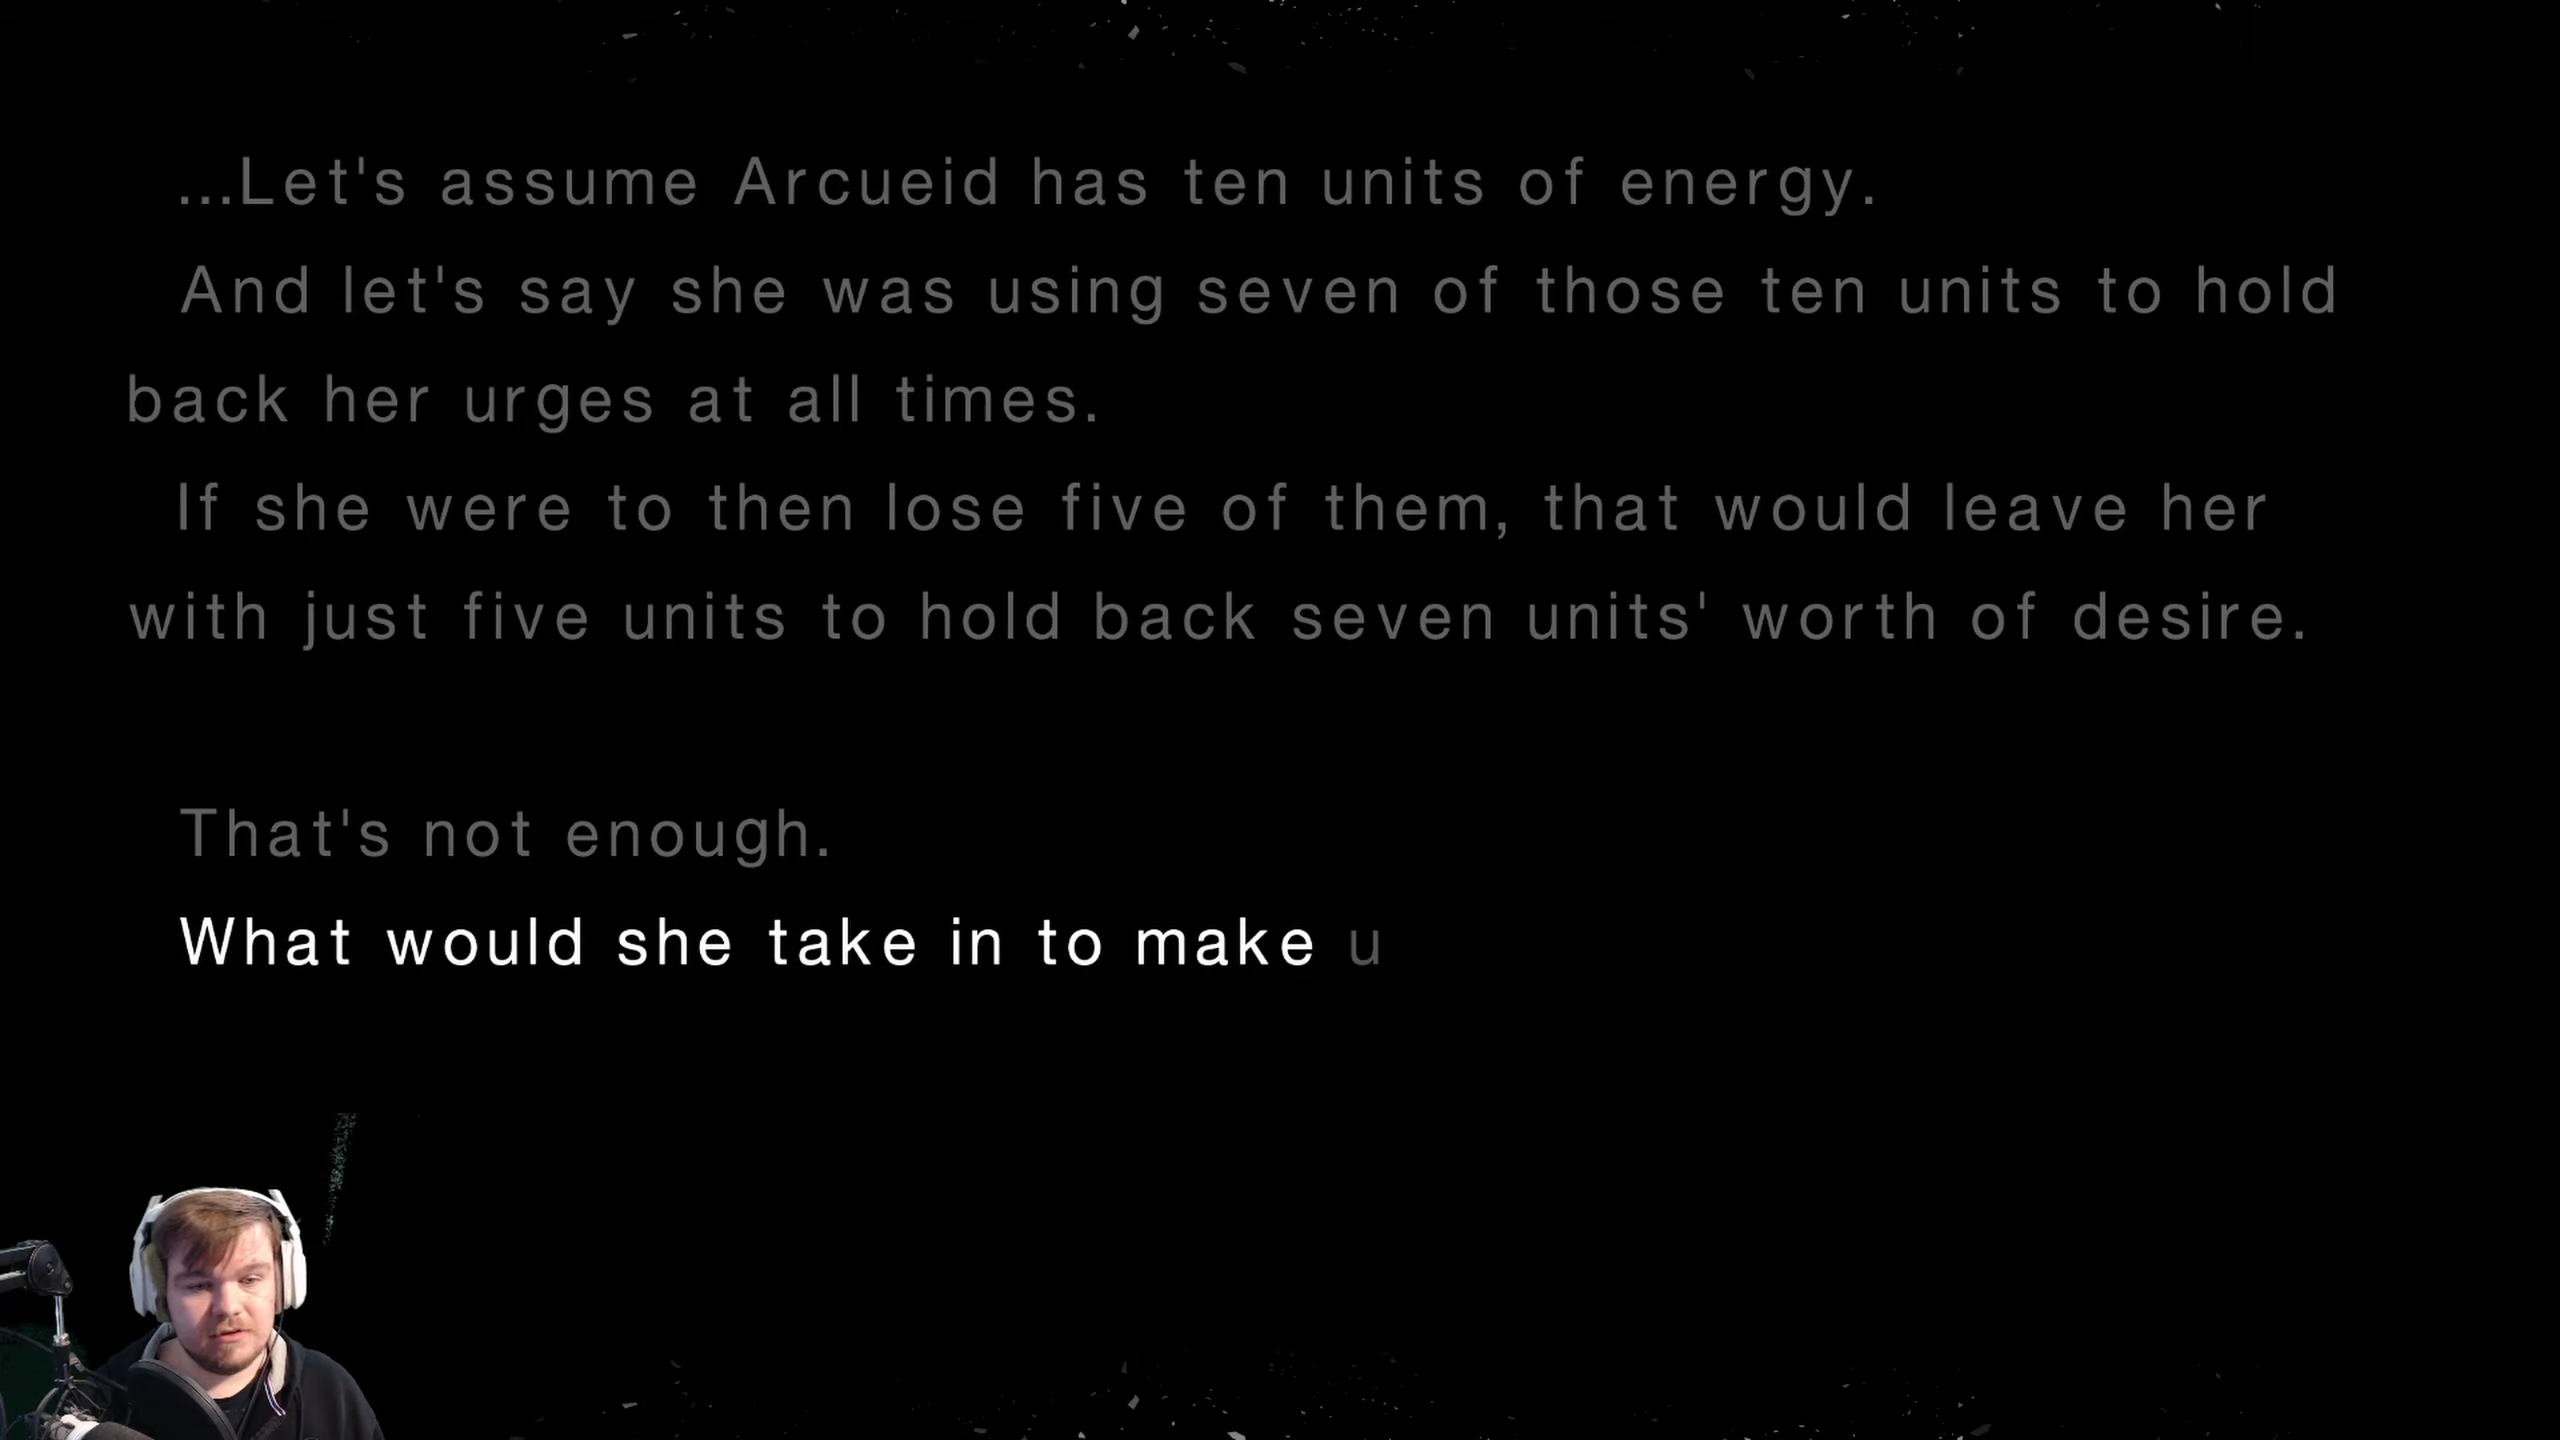 ...Let's assume Arcueid has ten units of energy.
And let's say she was using seven of those ten units to hold
back her urges at all times.
If she were to then lose five of them, that would leave her
with just five units to hold back seven units' worth of desire.
That's not enough.
What would she take in to make u